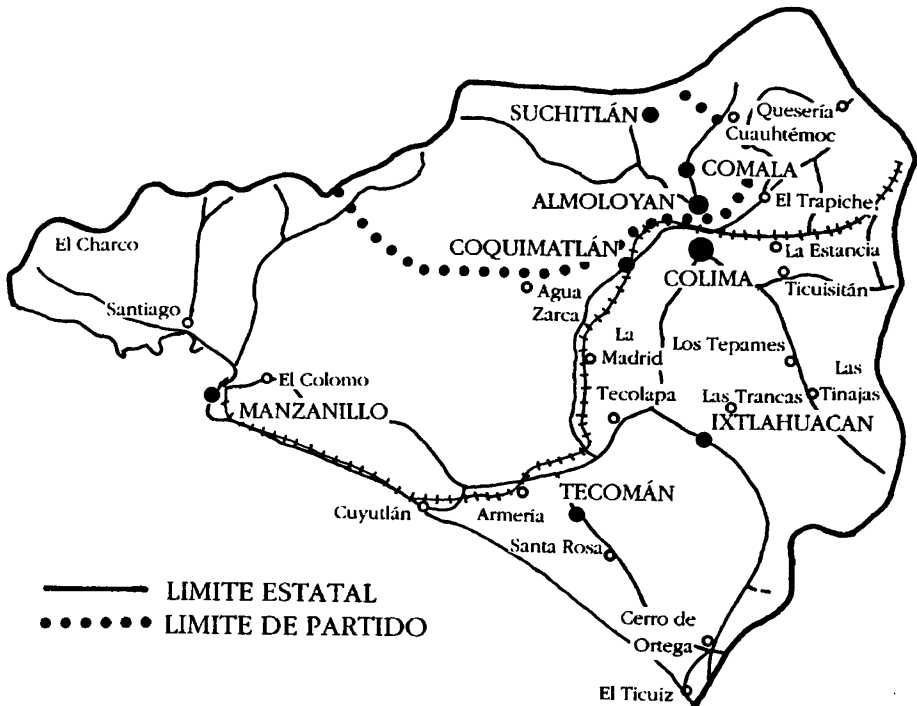 SUCHITLÁN
Quesería
Cuauhtémoc
COMALA
ALMOLOYAN
El Trapiche
El Charco
COQUIMATLÁN
La Estancia
COLIMA
Ticuisitán
Agua
Zarca
Santiago
La
Madrid
Los Tepames
Las
Tinajas
El Colomo
MANZANILLO
Tecolapa
Las Trancas
IXTLAHUACAN
TECOMÁN
Cuyutlán
Armería
Santa Rosa
LIMITE ESTATAL
LIMITE DE PARTIDO
Cerro de
Ortega
El Ticuiz